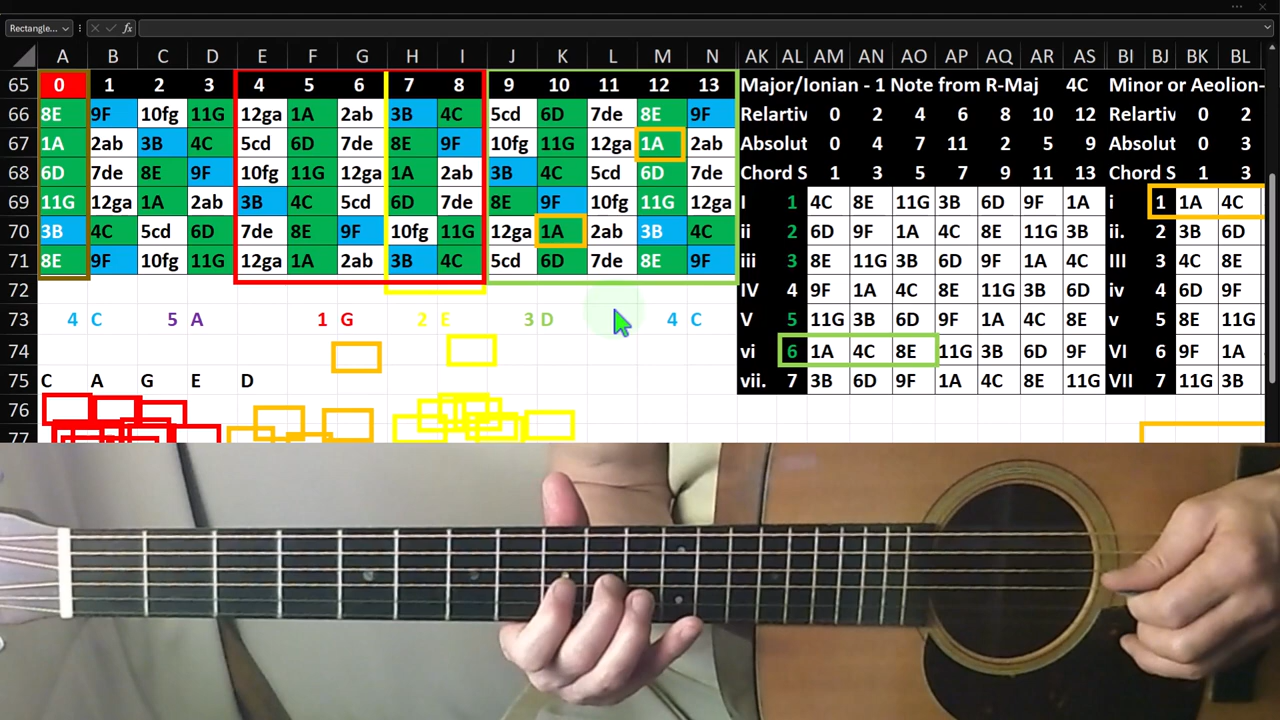 Rectangle... fx
A B C D E F G H I J K L M N AK AL AM AN AO AP AQ AR AS BI BJ BK BL
65 0 1 2 3 4 5 6 7 8 9 10 11 12 13 Major/Ionian - 1 Note from R-Maj 4C Minor or Aeolion-
66 8E 9F 10fg 11G 12ga 1A 2ab 3B 4C 5cd 6D 7de 8E 9F Relartiv 0 2 4 6 8 10 12 Relartiv 0 2
67 1A 2ab 3B 4C 5cd 6D 7de 8E 9F 10fg 11G 12ga 1A 2ab Absolut 0 4 7 11 2 5 9 Absolut 0 3
68 6D 7de 8E 9F 10fg 11G 12ga 1A 2ab 3B 4C 5cd 6D 7de Chord S 1 3 5 7 9 11 13 Chord S 1 3
69 11G 12ga 1A 2ab 3B 4C 5cd 6D 7de 8E 9F 10fg 11G 12ga I 1 4C 8E 11G 3B 6D 9F 1A i 1 1A 4C
70 3B 4C 5cd 6D 7de 8E 9F 10fg 11G 12ga 1A 2ab 3B 4C ii 2 6D 9F 1A 4C 8E 11G 3B ii. 2 3B 6D
71 8E 9F 10fg 11G 12ga 1A 2ab 3B 4C 5cd 6D 7de 8E 9F iii 3 8E 11G 3B 6D 9F 1A 4C III 3 4C 8E
72 IV 4 9F 1A 4C 8E 11G 3B 6D iv 4 6D 9F
73 4 C 5 A 1 G 2 E 3 D 4 C V 5 11G 3B 6D 9F 1A 4C 8E v 5 8E 11G
74 vi 6 1A 4C 8E 11G 3B 6D 9F VI 6 9F 1A
75 C A G E D vii. 7 3B 6D 9F 1A 4C 8E 11G VII 7 11G 3B
76
77